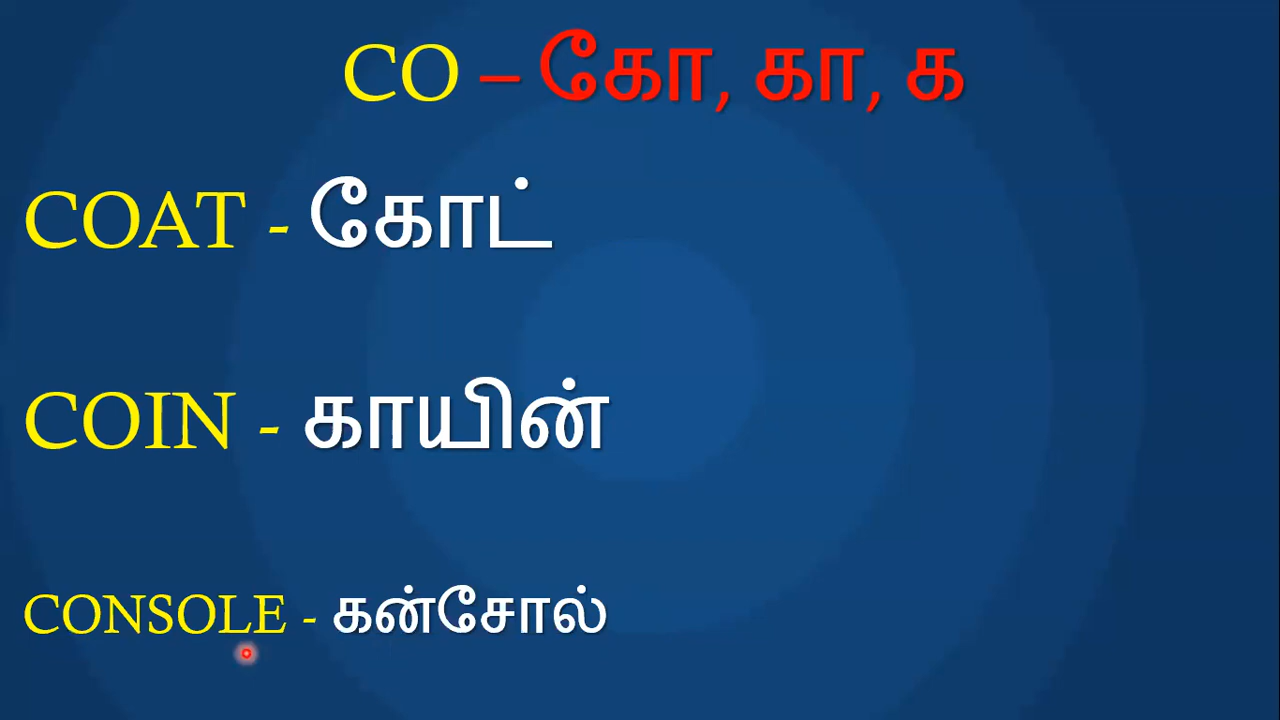 CO – கோ, கா, க
COAT - கோட்
COIN - காயின்
CONSOLE - கன்சோல்